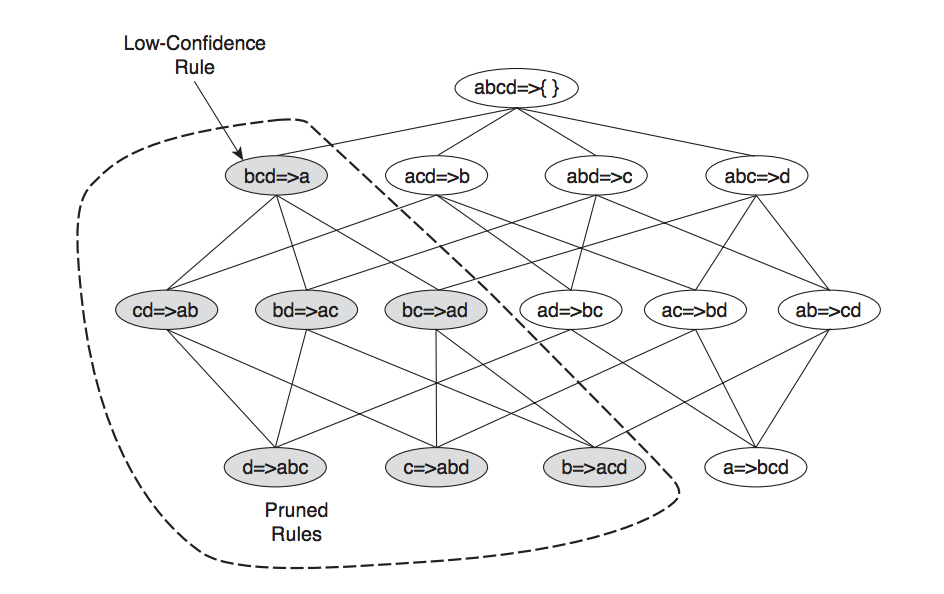 Low-Confidence
Rule
abcd=>{ }
bcd=>a
acd=>b
abd=>c
abc=>d
cd=>ab
bd=>ac
bc=>ad
ad=>bc
ac=>bd
ab=>cd
d=>abc
c=>abd
b=>acd
a=>bcd
Pruned
Rules